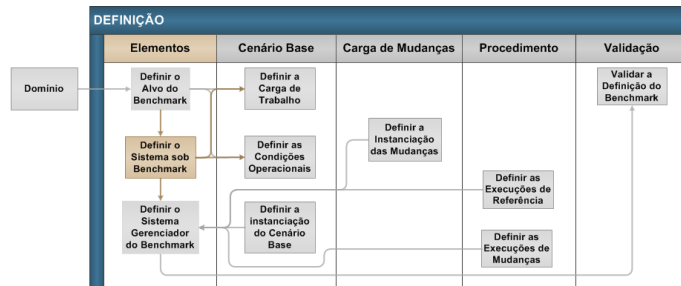 DEFINIÇÃO
Elementos
Cenário Base
Carga de Mudanças
Procedimento
Validação
Domínio
Definir o
Alvo do
Benchmark
Definir a
Carga de
Trabalho
Validar a
Definição do
Benchmark
Definir o
Sistema sob
Benchmark
Definir as
Condições
Operacionais
Definir a
Instanciação
das Mudanças
Definir as
Execuções de
Referência
Definir o
Sistema
Gerenciador
do Benchmark
Definir a
instanciação
do Cenário
Base
Definir as
Execuções de
Mudanças